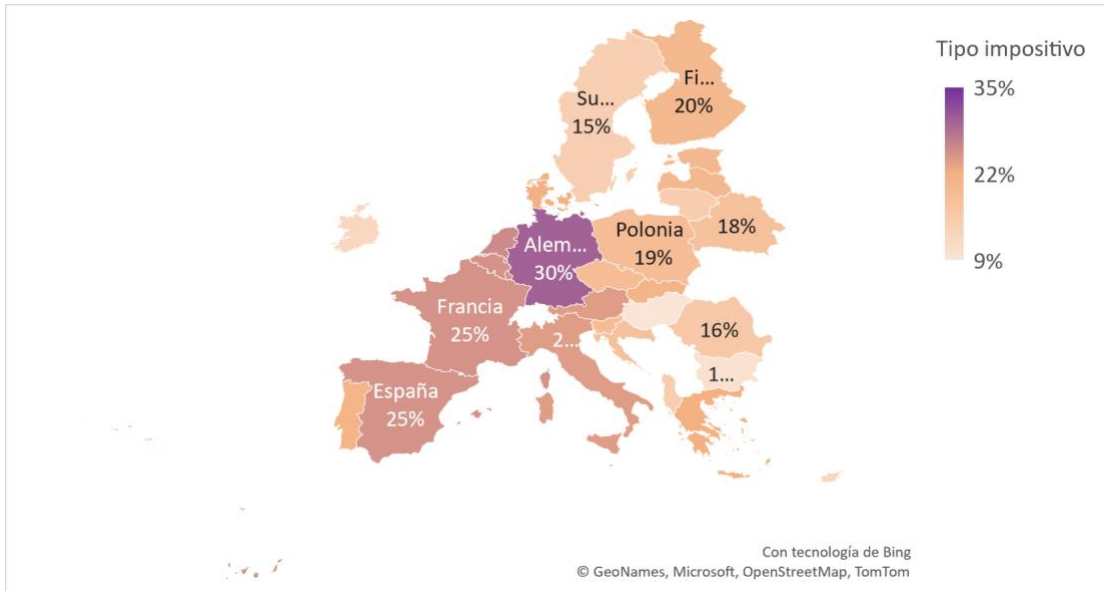 Tipo impositivo
35%
22%
9%
Fi...
20%
Su...
15%
18%
Polonia
19%
Alem...
30%
Francia
25%
2...
16%
1...
España
25%
Con tecnología de Bing
© GeoNames, Microsoft, OpenStreetMap, TomTom